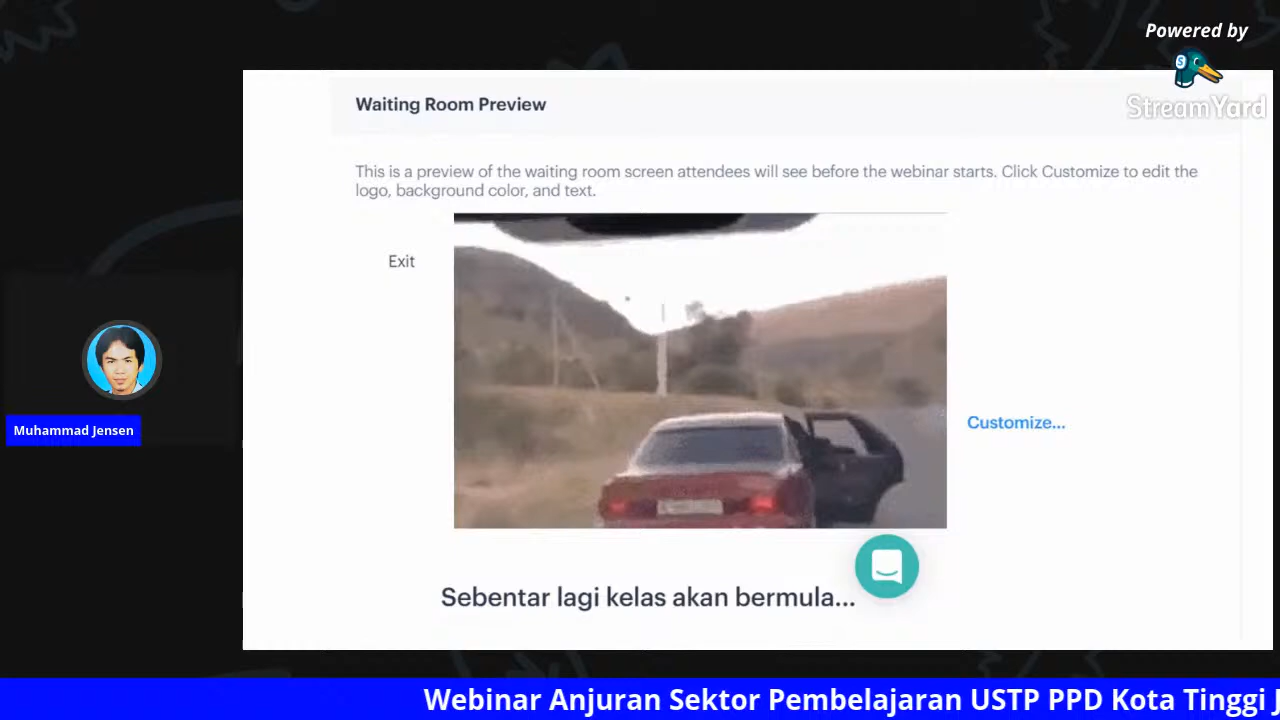 Powered by
StreamYard
Waiting Room Preview
This is a preview of the waiting room screen attendees will see before the webinar starts. Click Customize to edit the
logo, background color, and text.
Exit
Customize...
Muhammad Jensen
Sebentar lagi kelas akan bermula...
Webinar Anjuran Sektor Pembelajaran USTP PPD Kota Tinggi